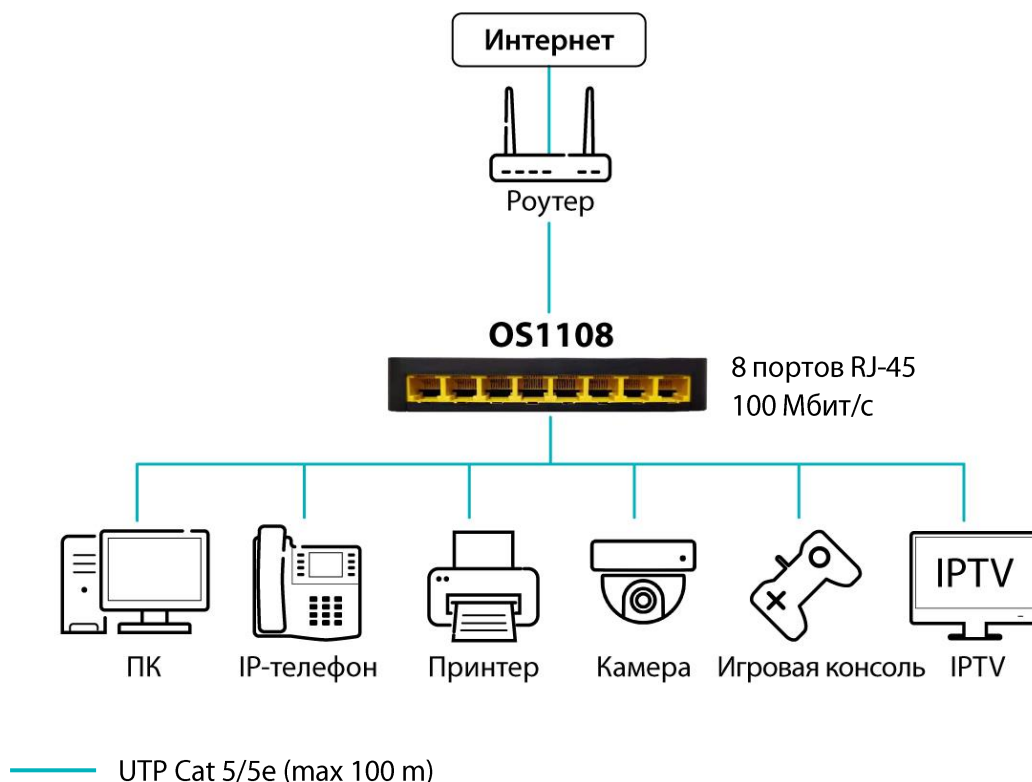 Интернет
Роутер
OS1108
8 портов RJ-45
100 Мбит/с
IPTV
ПК
IP-телефон
Принтер
Камера
Игровая консоль
IPTV
UTP Cat 5/5e (max 100 m)